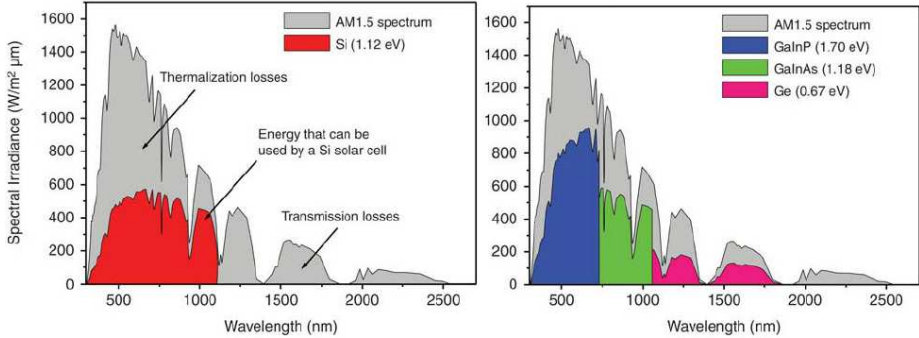 Spectral Irradiance (W/m² µm)
1600
1400
1200
1000
800
600
400
200
0
AM1.5 spectrum
Si (1.12 eV)
Thermalization losses
Energy that can be
used by a Si solar cell
Transmission losses
500 1000 1500 2000 2500
Wavelength (nm)
1600
1400
1200
1000
800
600
400
200
0
AM1.5 spectrum
GaInP (1.70 eV)
GaInAs (1.18 eV)
Ge (0.67 eV)
500 1000 1500 2000 2500
Wavelength (nm)